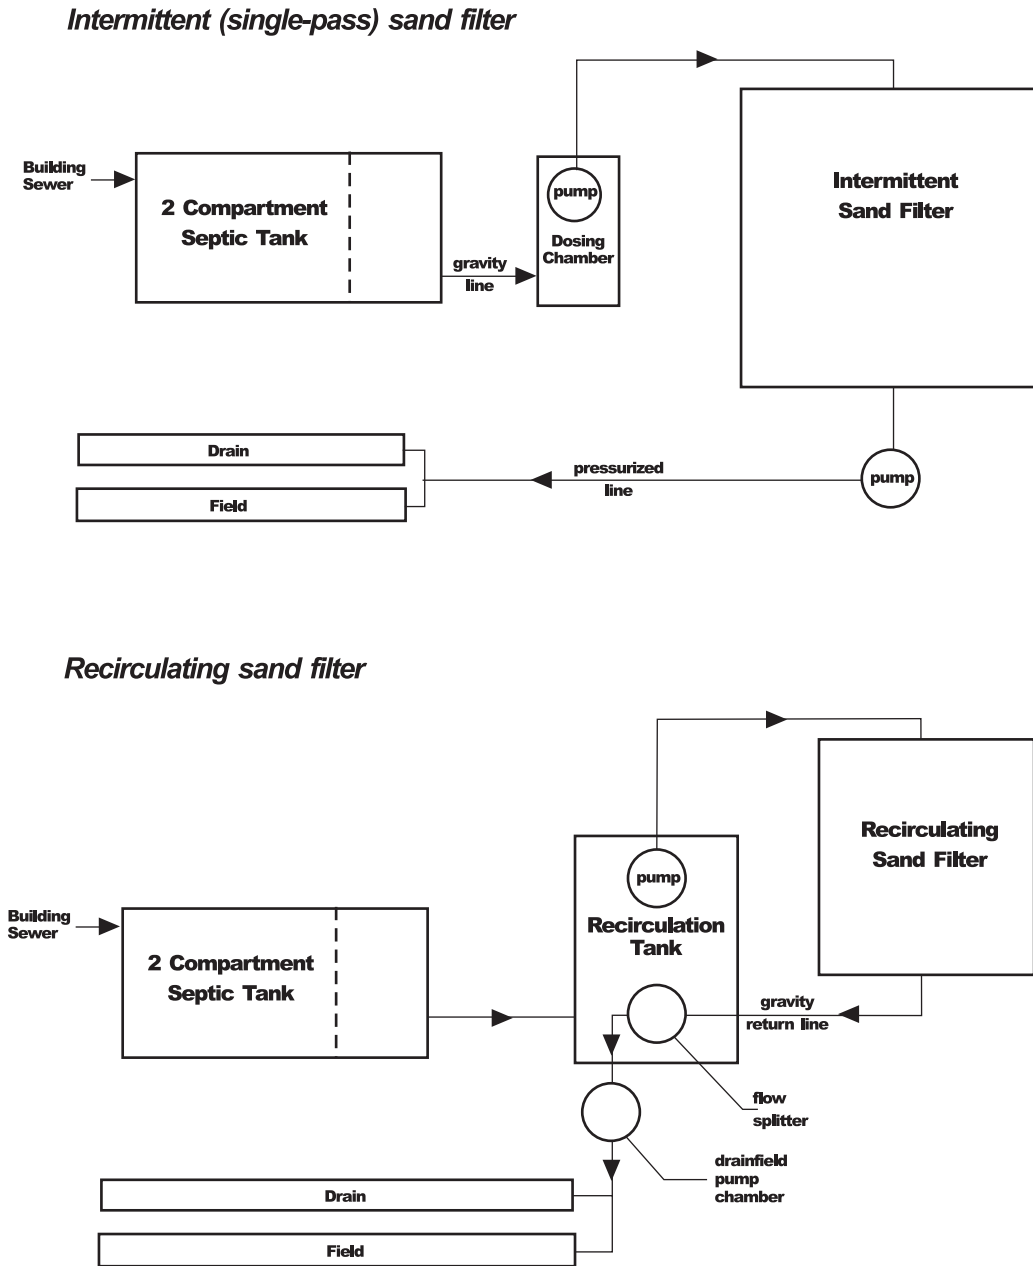 Intermittent (single-pass) sand filter
Building
Sewer
2 Compartment
Septic Tank
gravity
line
pump
Dosing
Chamber
Intermittent
Sand Filter
Drain
Field
pressurized
line
pump
Recirculating sand filter
Building
Sewer
2 Compartment
Septic Tank
pump
Recirculation
Tank
Recirculating
Sand Filter
gravity
return line
flow
splitter
drainfield
pump
chamber
Drain
Field